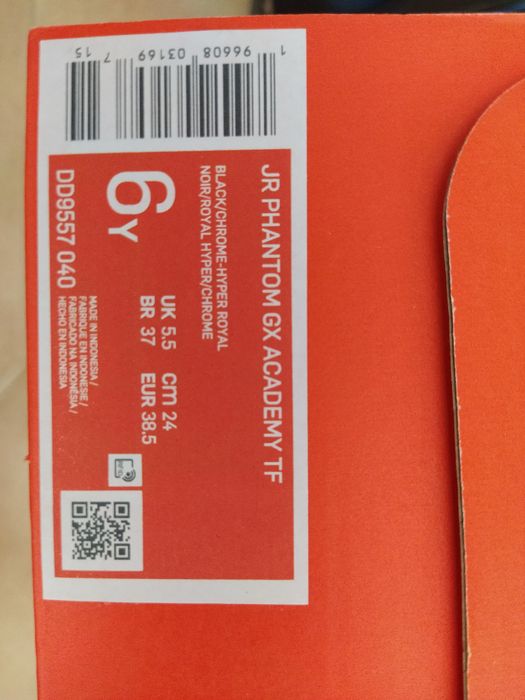 JR PHANTOM GX ACADEMY TF
BLACK/CHROME-HYPER ROYAL
NOIR/ROYAL HYPER/CHROME
6Y
UK 5.5 cm 24
BR 37 EUR 38.5
DD9557 040
MADE IN INDONESIA/
FABRIQUE EN INDONESIE/
FABRICADO NA INDONÉSIA/
HECHO EN INDONESIA
1 96608 03169 7 15